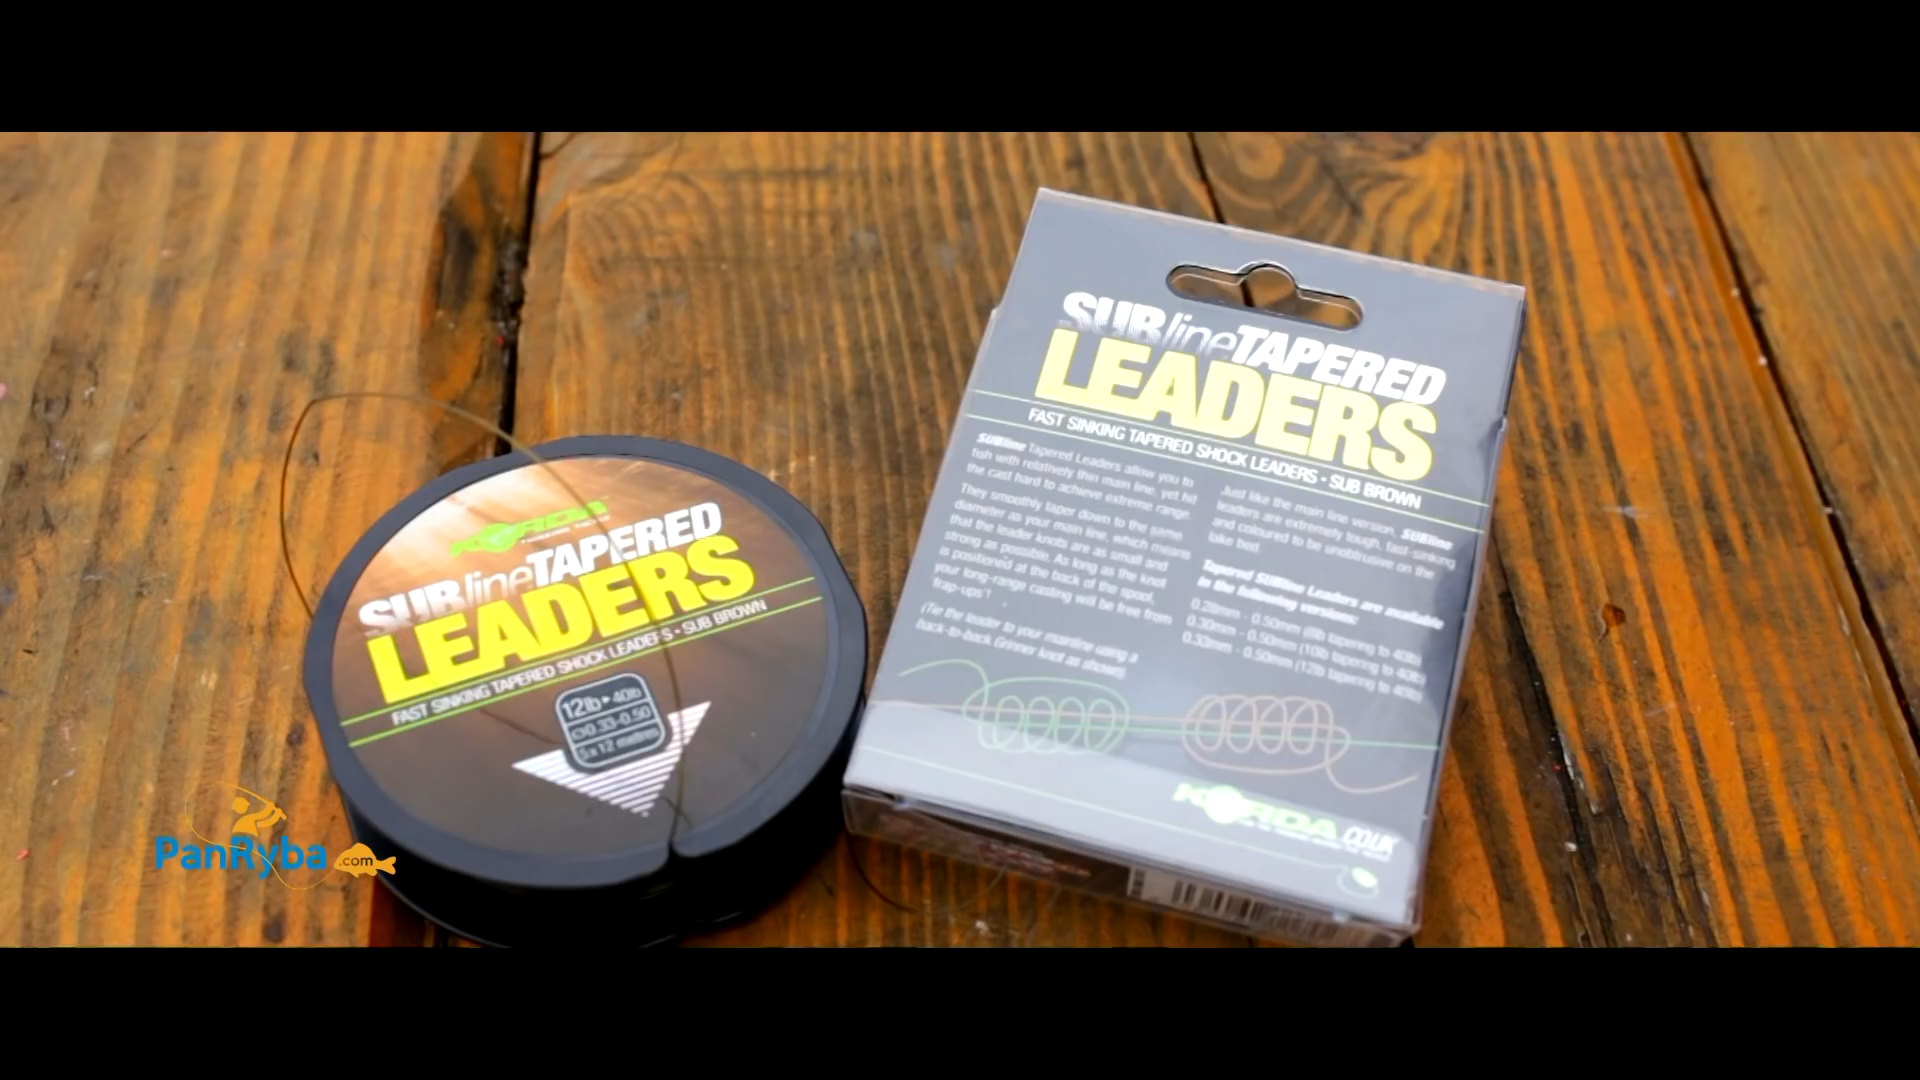 KORDA
SUBlineTAPERED
LEADERS
FAST SINKING TAPERED SHOCK LEADERS • SUB BROWN
12lb ▸ 40lb
Ø0.33-0.50
5 x 12 metres
SUBlineTAPERED
LEADERS
FAST SINKING TAPERED SHOCK LEADERS • SUB BROWN
SUBline Tapered Leaders allow you to
fish with relatively thin main line, yet hit
the cast hard to achieve extreme range.
They smoothly taper down to the same
diameter as your main line, which means
that the leader knots are as small and
strong as possible. As long as the knot
is positioned at the back of the spool,
your long-range casting will be free from
'frap-ups'!
(Tie the leader to your mainline using a
back-to-back Grinner knot as shown)
Just like the main line version, SUBline
leaders are extremely tough, fast-sinking
and coloured to be unobtrusive on the
lake bed.
Tapered SUBline Leaders are available
in the following versions:
0.28mm - 0.50mm (8lb tapering to 40lb)
0.30mm - 0.50mm (10lb tapering to 40lb)
0.33mm - 0.50mm (12lb tapering to 40lb)
KORDA.CO.UK
PanRyba.com